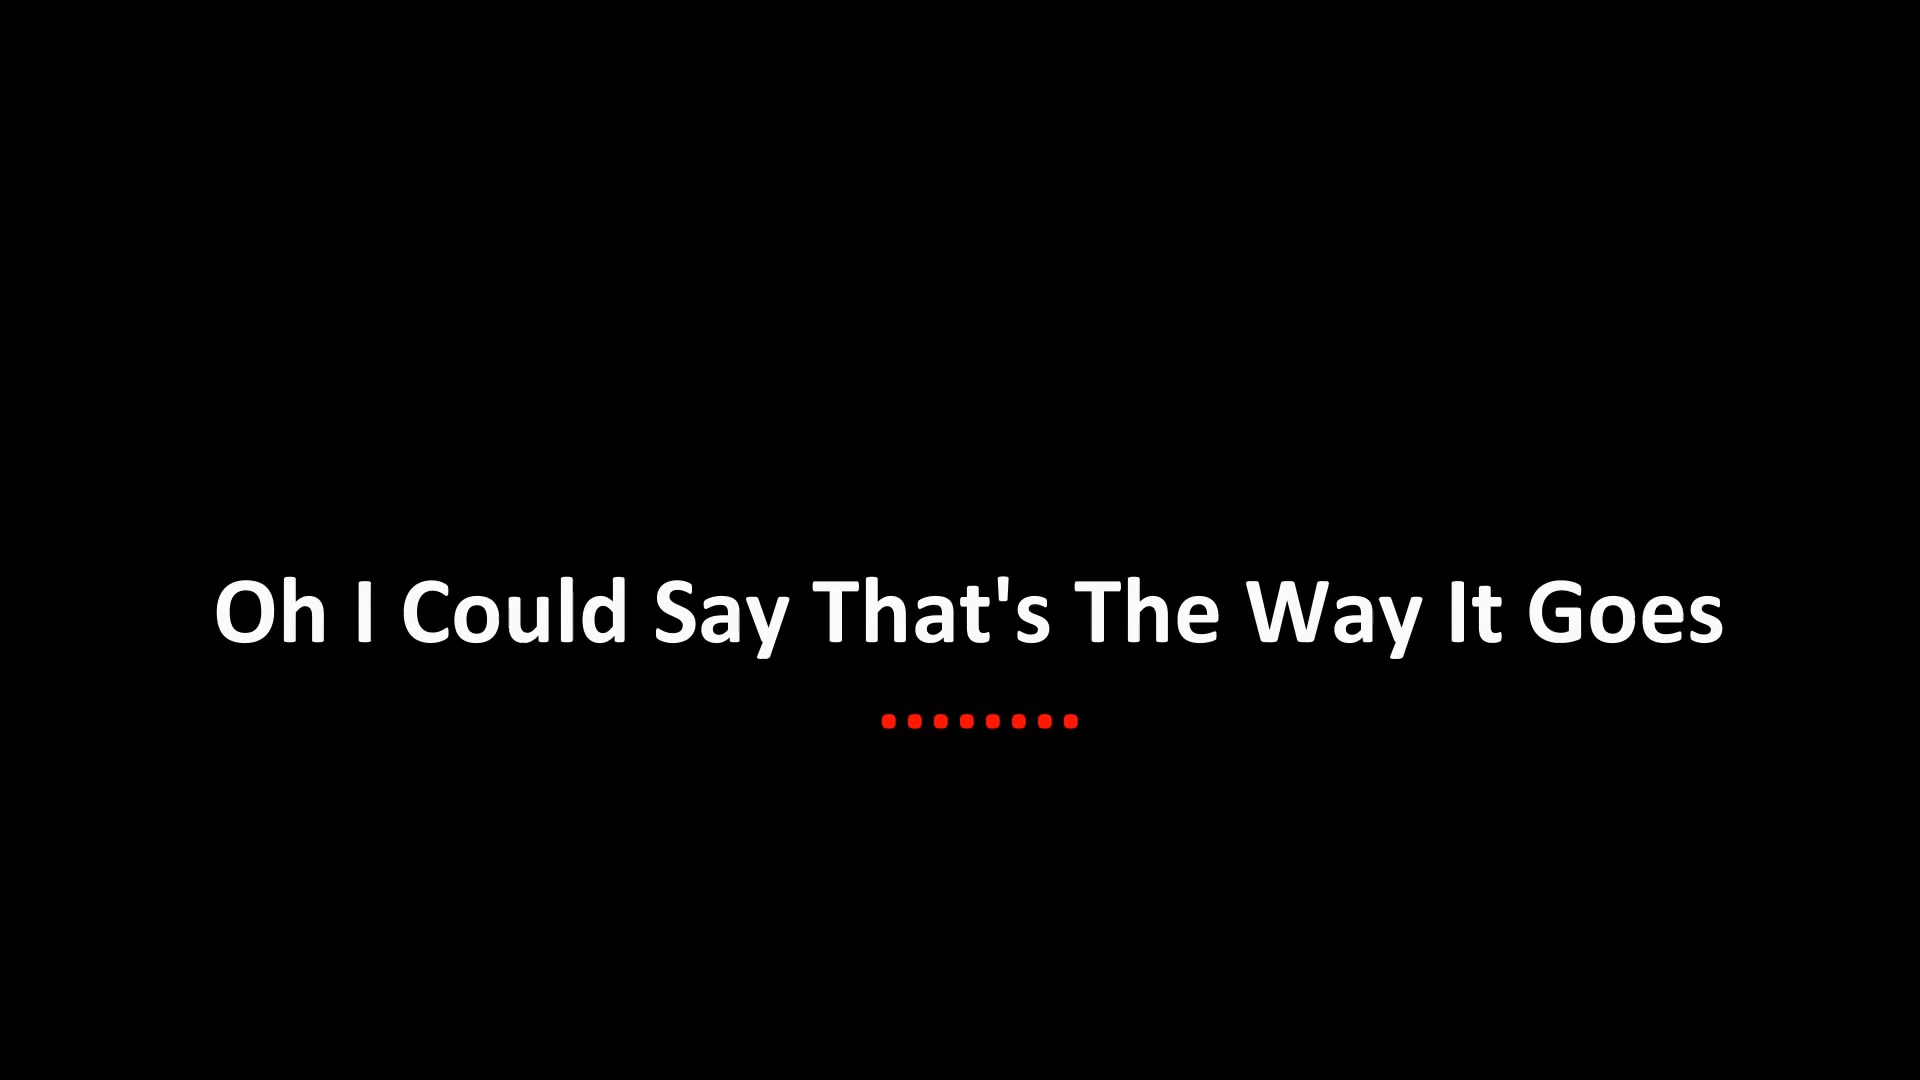 Oh I Could Say That's The Way It Goes
........